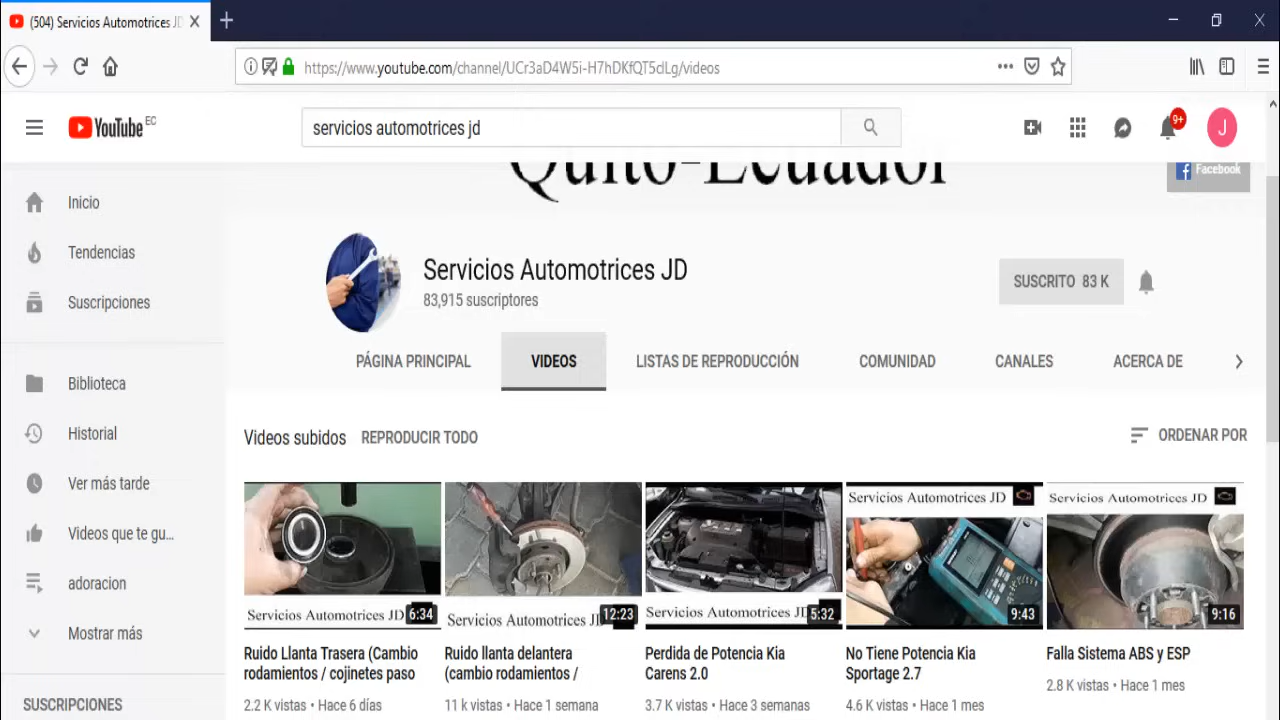 (504) Servicios Automotrices JD
https://www.youtube.com/channel/UCr3aD4W5i-H7hDKfQT5dLg/videos
YouTube EC
servicios automotrices jd
9+
J
Quito-Ecuador
Facebook
Inicio
Tendencias
Suscripciones
Biblioteca
Historial
Ver más tarde
Videos que te gu...
adoracion
Mostrar más
SUSCRIPCIONES
Servicios Automotrices JD
83,915 suscriptores
SUSCRITO 83 K
PÁGINA PRINCIPAL
VIDEOS
LISTAS DE REPRODUCCIÓN
COMUNIDAD
CANALES
ACERCA DE
Videos subidos
REPRODUCIR TODO
ORDENAR POR
Servicios Automotrices JD
6:34
Ruido Llanta Trasera (Cambio
rodamientos / cojinetes paso
2.2 K vistas • Hace 6 días
Servicios Automotrices JD
12:23
Ruido llanta delantera
(cambio rodamientos /
11 k vistas • Hace 1 semana
Servicios Automotrices JD
5:32
Perdida de Potencia Kia
Carens 2.0
3.7 K vistas • Hace 3 semanas
Servicios Automotrices JD
9:43
No Tiene Potencia Kia
Sportage 2.7
4.6 K vistas • Hace 1 mes
Servicios Automotrices JD
9:16
Falla Sistema ABS y ESP
2.8 K vistas • Hace 1 mes